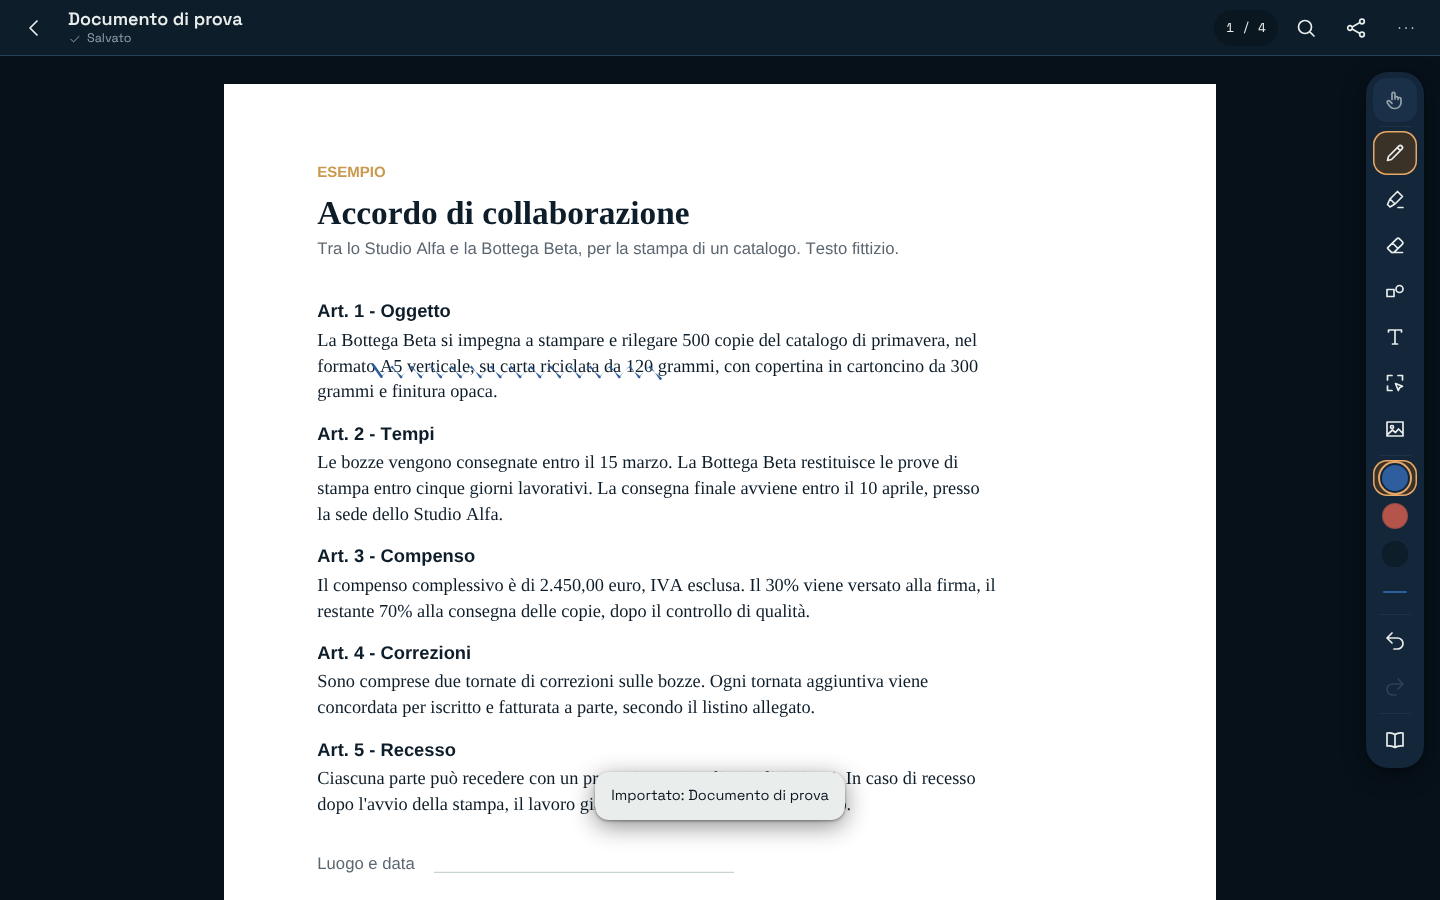 Documento di prova
Salvato
1 / 4
ESEMPIO
Accordo di collaborazione
Tra lo Studio Alfa e la Bottega Beta, per la stampa di un catalogo. Testo fittizio.
Art. 1 - Oggetto
La Bottega Beta si impegna a stampare e rilegare 500 copie del catalogo di primavera, nel
formato A5 verticale, su carta riciclata da 120 grammi, con copertina in cartoncino da 300
grammi e finitura opaca.
Art. 2 - Tempi
Le bozze vengono consegnate entro il 15 marzo. La Bottega Beta restituisce le prove di
stampa entro cinque giorni lavorativi. La consegna finale avviene entro il 10 aprile, presso
la sede dello Studio Alfa.
Art. 3 - Compenso
Il compenso complessivo è di 2.450,00 euro, IVA esclusa. Il 30% viene versato alla firma, il
restante 70% alla consegna delle copie, dopo il controllo di qualità.
Art. 4 - Correzioni
Sono comprese due tornate di correzioni sulle bozze. Ogni tornata aggiuntiva viene
concordata per iscritto e fatturata a parte, secondo il listino allegato.
Art. 5 - Recesso
Ciascuna parte può recedere con un In caso di recesso
dopo l'avvio della stampa, il lavoro
Importato: Documento di prova
Luogo e data